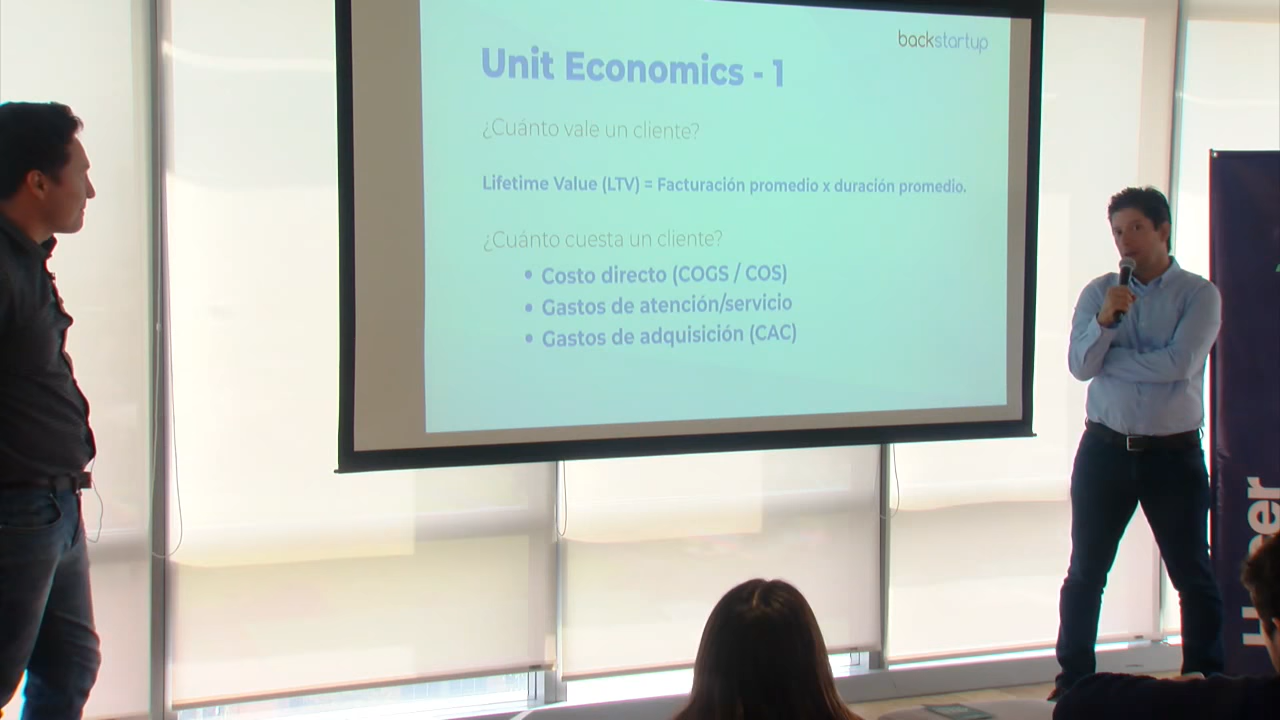 backstartup
Unit Economics - 1
¿Cuánto vale un cliente?
Lifetime Value (LTV) = Facturación promedio x duración promedio.
¿Cuánto cuesta un cliente?
• Costo directo (COGS / COS)
• Gastos de atención/servicio
• Gastos de adquisición (CAC)